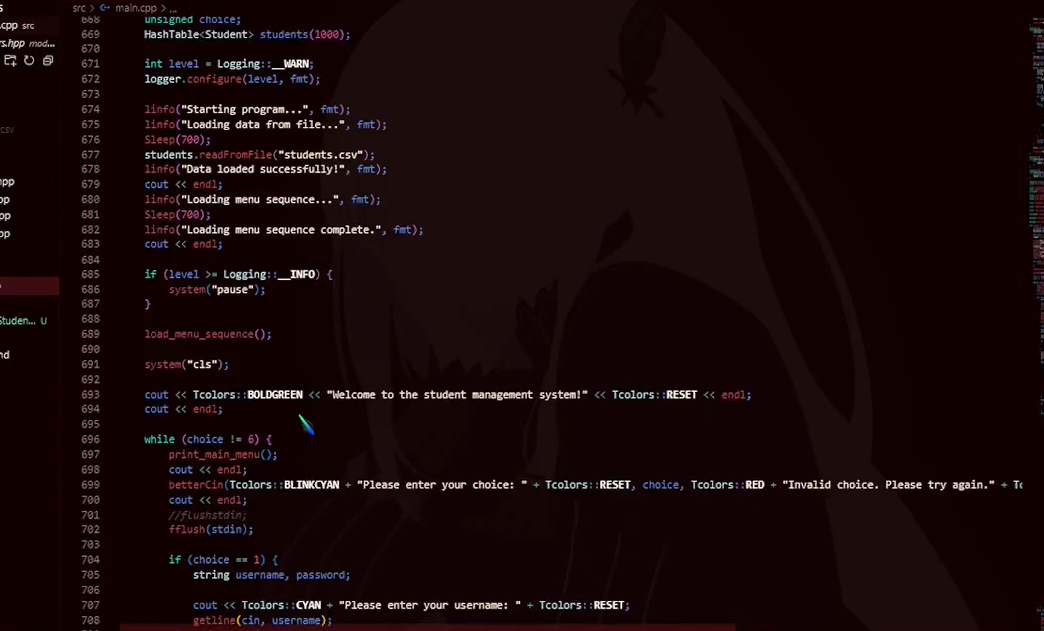 src > main.cpp > ...
s
.cpp src
rs.hpp mod...
csv
npp
pp
pp
pp
Studen... U
nd
668 unsigned choice;
669 HashTable<Student> students(1000);
670
671 int level = Logging::__WARN;
672 logger.configure(level, fmt);
673
674 linfo("Starting program...", fmt);
675 linfo("Loading data from file...", fmt);
676 Sleep(700);
677 students.readFromFile("students.csv");
678 linfo("Data loaded successfully!", fmt);
679 cout << endl;
680 linfo("Loading menu sequence...", fmt);
681 Sleep(700);
682 linfo("Loading menu sequence complete.", fmt);
683 cout << endl;
684
685 if (level >= Logging::__INFO) {
686 system("pause");
687 }
688
689 load_menu_sequence();
690
691 system("cls");
692
693 cout << Tcolors::BOLDGREEN << "Welcome to the student management system!" << Tcolors::RESET << endl;
694 cout << endl;
695
696 while (choice != 6) {
697 print_main_menu();
698 cout << endl;
699 betterCin(Tcolors::BLINKCYAN + "Please enter your choice: " + Tcolors::RESET, choice, Tcolors::RED + "Invalid choice. Please try again." + Tc
700 cout << endl;
701 //flushstdin;
702 fflush(stdin);
703
704 if (choice == 1) {
705 string username, password;
706
707 cout << Tcolors::CYAN + "Please enter your username: " + Tcolors::RESET;
708 getline(cin, username);